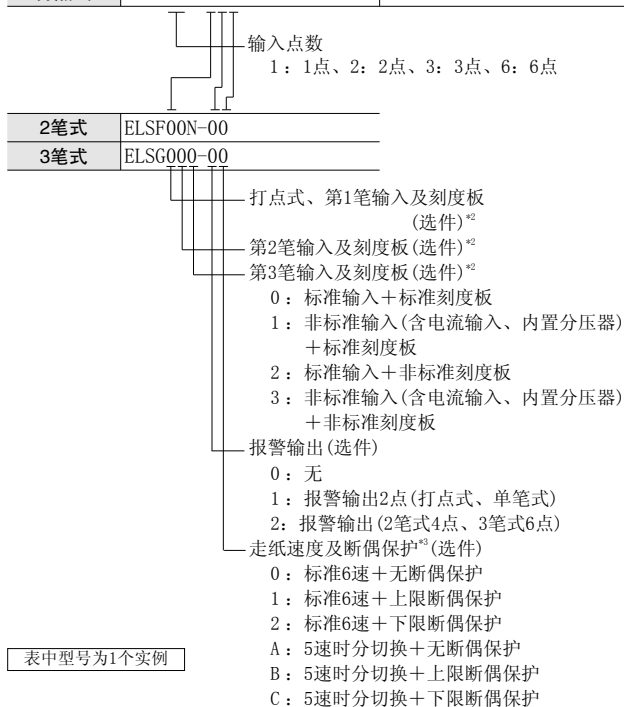 输入点数
1：1点、2：2点、3：3点、6：6点
2笔式 ELSF00N-00
3笔式 ELSG000-00
打点式、第1笔输入及刻度板
(选件)*2
第2笔输入及刻度板(选件)*2
第3笔输入及刻度板(选件)*2
0：标准输入＋标准刻度板
1：非标准输入(含电流输入、内置分压器)
＋标准刻度板
2：标准输入＋非标准刻度板
3：非标准输入(含电流输入、内置分压器)
＋非标准刻度板
报警输出(选件)
0：无
1：报警输出2点(打点式、单笔式)
2：报警输出(2笔式4点、3笔式6点)
走纸速度及断偶保护*3(选件)
0：标准6速＋无断偶保护
1：标准6速＋上限断偶保护
2：标准6速＋下限断偶保护
A：5速时分切换＋无断偶保护
B：5速时分切换＋上限断偶保护
C：5速时分切换＋下限断偶保护
表中型号为1个实例